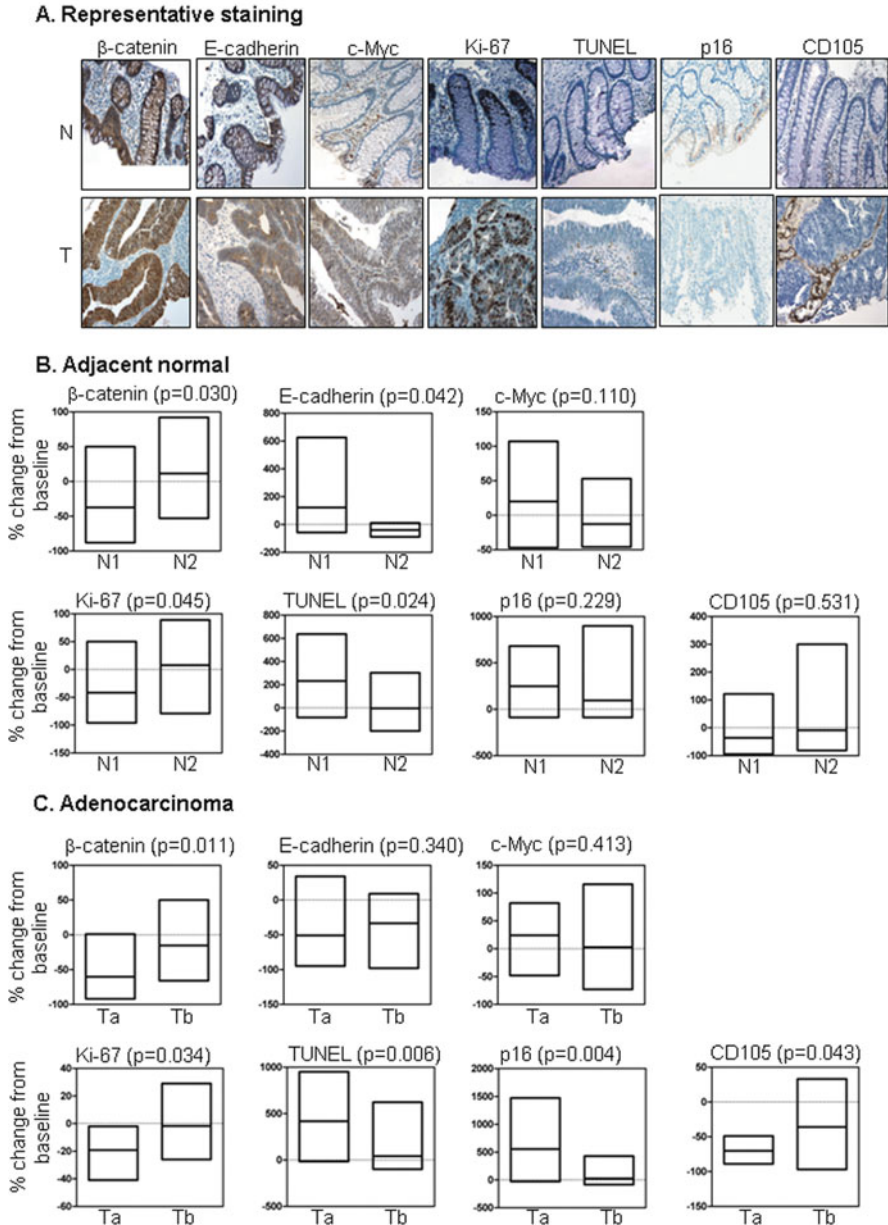 A. Representative staining
β-catenin E-cadherin c-Myc Ki-67 TUNEL p16 CD105
N
T
B. Adjacent normal
β-catenin (p=0.030) E-cadherin (p=0.042) c-Myc (p=0.110)
% change from baseline
100 50 0 -50 -100
800 600 400 200 0 -200
150 100 50 0 -50
N1 N2 N1 N2 N1 N2
Ki-67 (p=0.045) TUNEL (p=0.024) p16 (p=0.229) CD105 (p=0.531)
% change from baseline
100 50 0 -50 -100 -150
800 600 400 200 0 -200 -400
1000 500 0 -500
400 300 200 100 0 -100
N1 N2 N1 N2 N1 N2 N1 N2
C. Adenocarcinoma
β-catenin (p=0.011) E-cadherin (p=0.340) c-Myc (p=0.413)
% change from baseline
100 50 0 -50 -100
50 0 -50 -100 -150
150 100 50 0 -50 -100
Ta Tb Ta Tb Ta Tb
Ki-67 (p=0.034) TUNEL (p=0.006) p16 (p=0.004) CD105 (p=0.043)
% change from baseline
40 20 0 -20 -40 -60
1000 500 0 -500
2000 1500 1000 500 0 -500
50 0 -50 -100 -150
Ta Tb Ta Tb Ta Tb Ta Tb